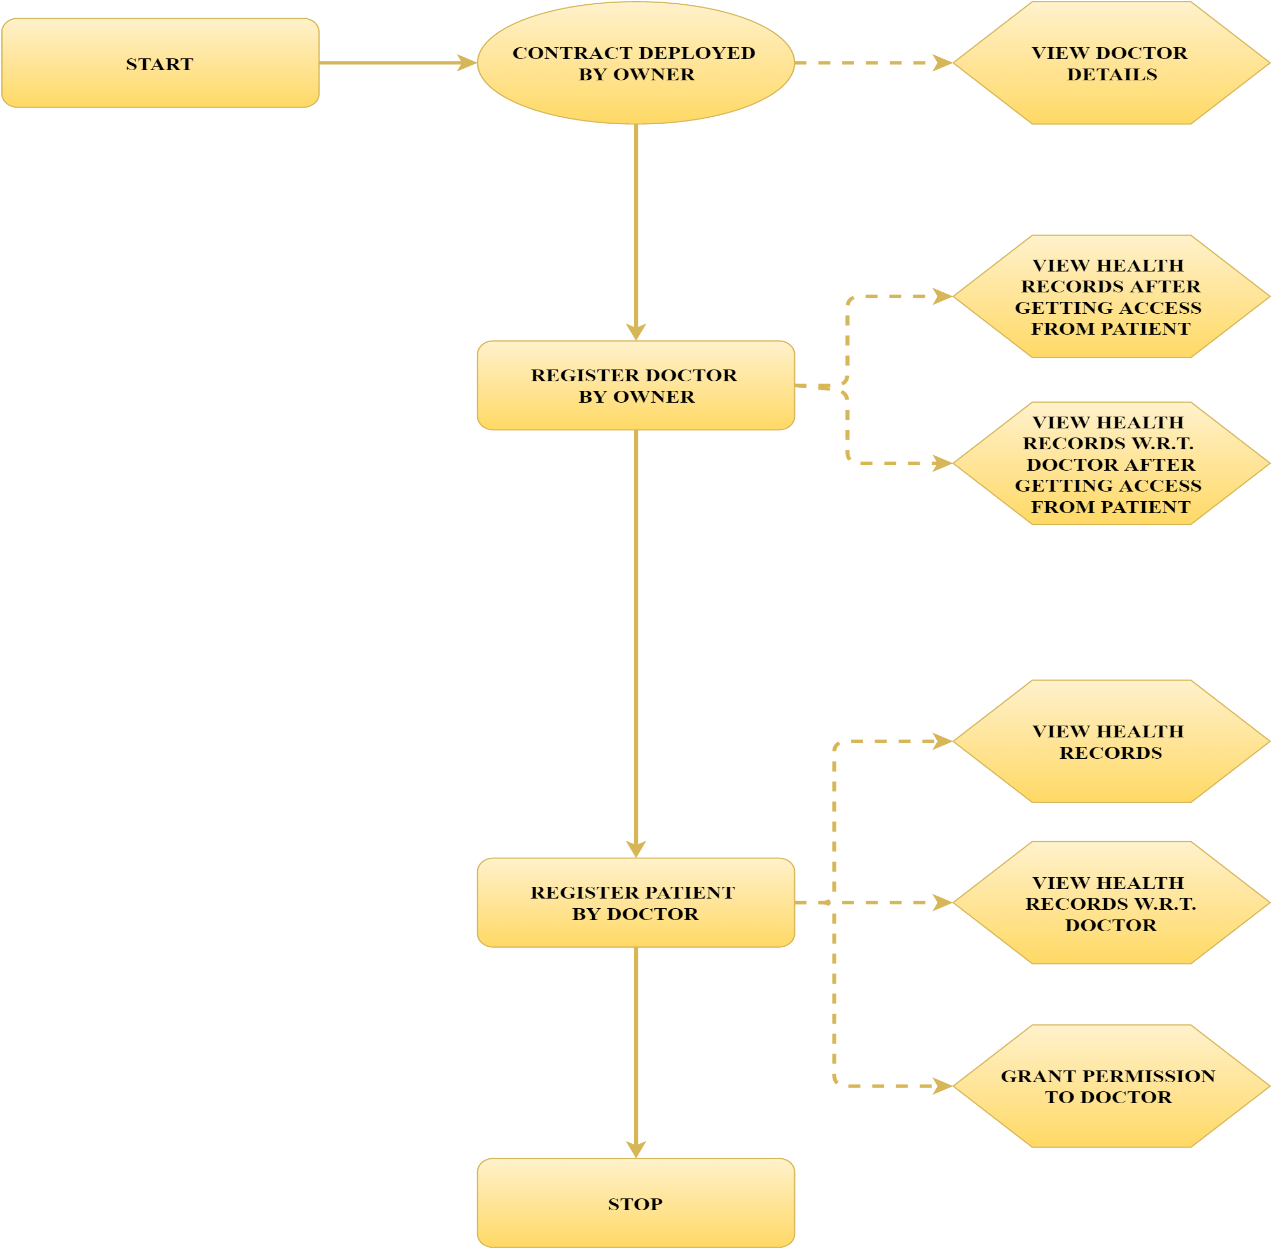 START
CONTRACT DEPLOYED
BY OWNER
VIEW DOCTOR
DETAILS
VIEW HEALTH
RECORDS AFTER
GETTING ACCESS
FROM PATIENT
REGISTER DOCTOR
BY OWNER
VIEW HEALTH
RECORDS W.R.T.
DOCTOR AFTER
GETTING ACCESS
FROM PATIENT
VIEW HEALTH
RECORDS
REGISTER PATIENT
BY DOCTOR
VIEW HEALTH
RECORDS W.R.T.
DOCTOR
GRANT PERMISSION
TO DOCTOR
STOP